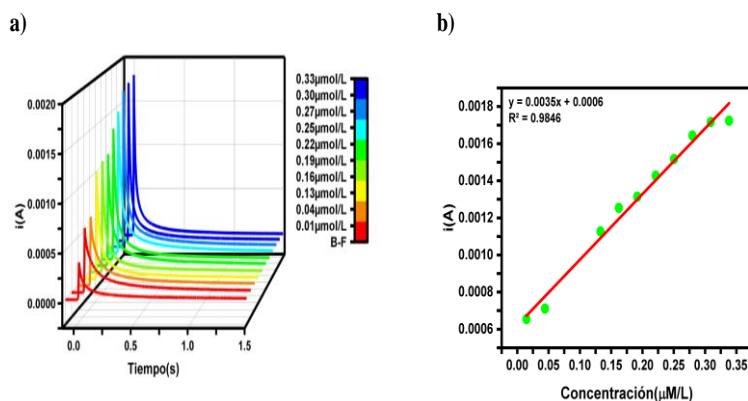 a)
0.0020
0.0015
0.0010
0.0005
0.0000
i(A)
0.0
0.5
1.0
1.5
Tiempo(s)
0.33µmol/L
0.30µmol/L
0.27µmol/L
0.25µmol/L
0.22µmol/L
0.19µmol/L
0.16µmol/L
0.13µmol/L
0.04µmol/L
0.01µmol/L
B-F
b)
y = 0.0035x + 0.0006
R² = 0.9846
0.0018
0.0016
0.0014
0.0012
0.0010
0.0008
0.0006
i(A)
0.00 0.05 0.10 0.15 0.20 0.25 0.30 0.35
Concentración(µM/L)